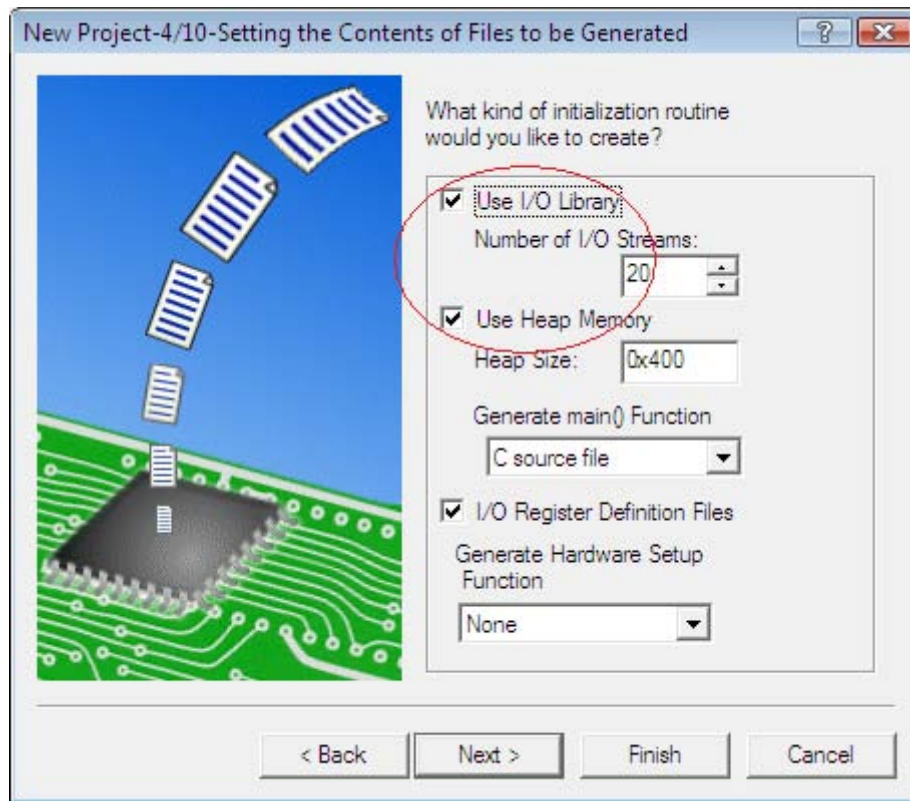 New Project-4/10-Setting the Contents of Files to be Generated
What kind of initialization routine
would you like to create?
Use I/O Library
Number of I/O Streams:
20
Use Heap Memory
Heap Size: 0x400
Generate main() Function
C source file
I/O Register Definition Files
Generate Hardware Setup
Function
None
< Back Next > Finish Cancel